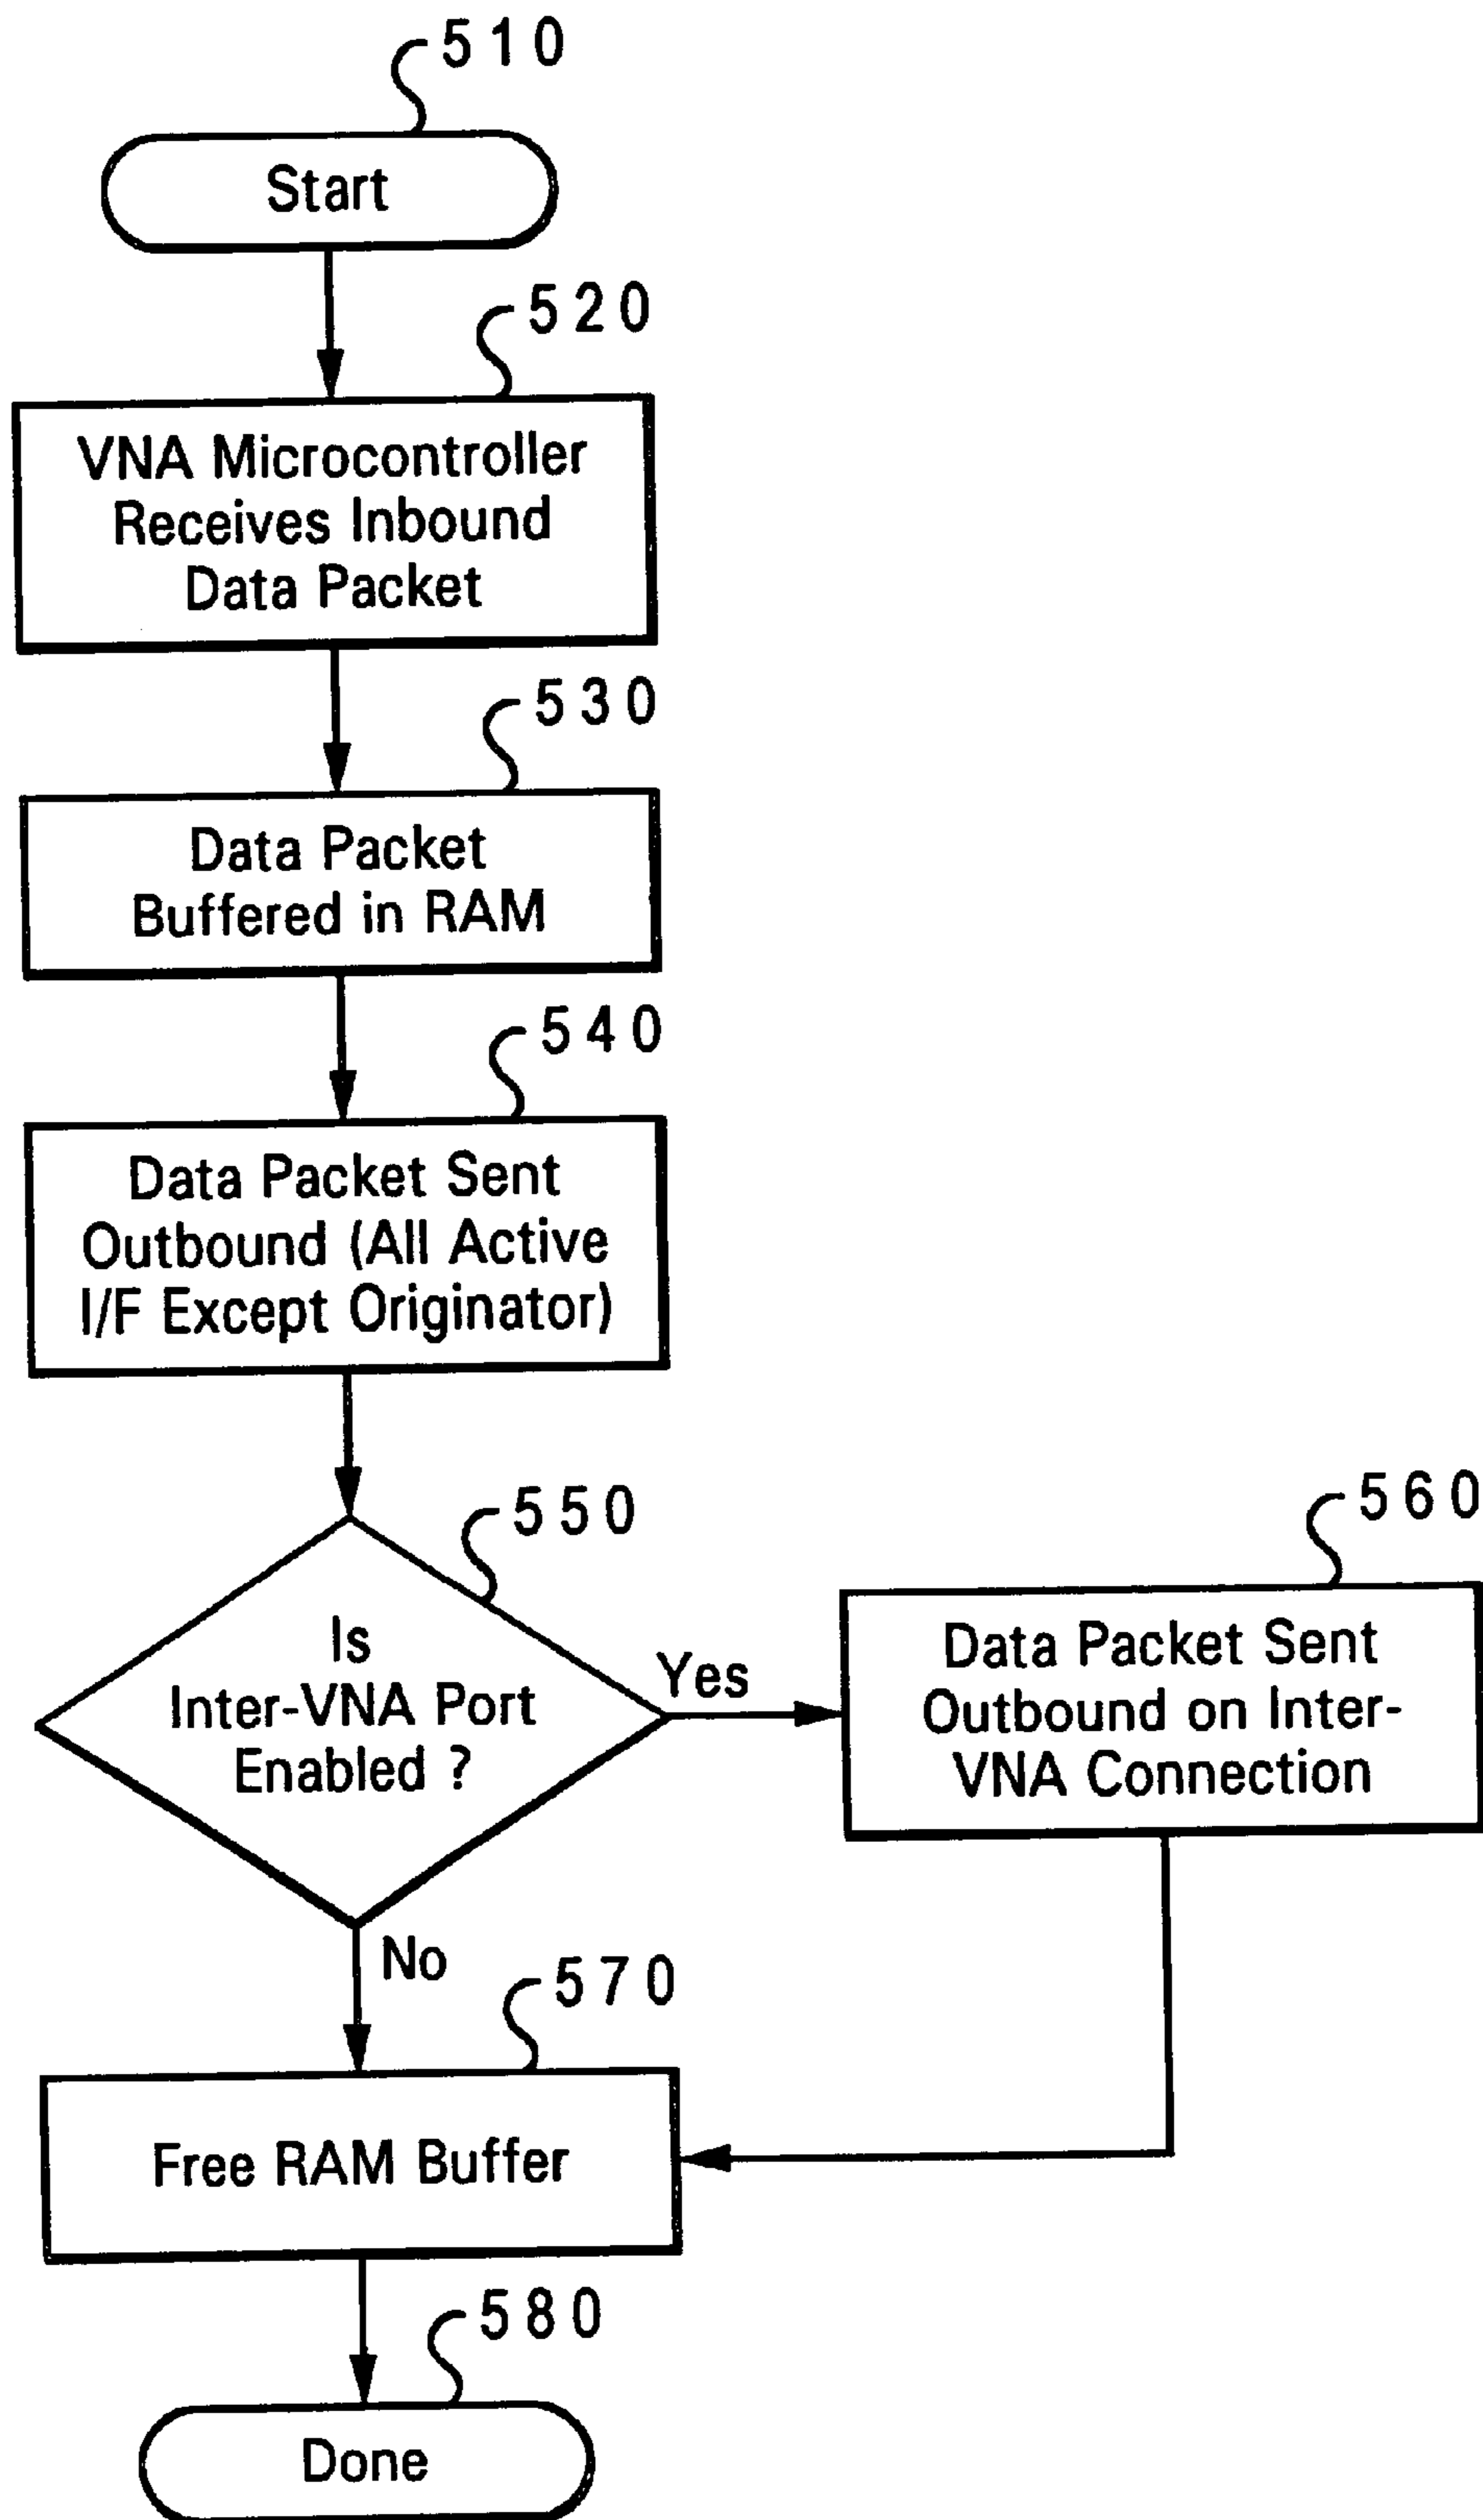 510
Start
520
VNA Microcontroller
Receives Inbound
Data Packet
530
Data Packet
Buffered in RAM
540
Data Packet Sent
Outbound (All Active
I/F Except Originator)
550
Is
Inter-VNA Port
Enabled ?
Yes
560
Data Packet Sent
Outbound on Inter-
VNA Connection
No
570
Free RAM Buffer
580
Done